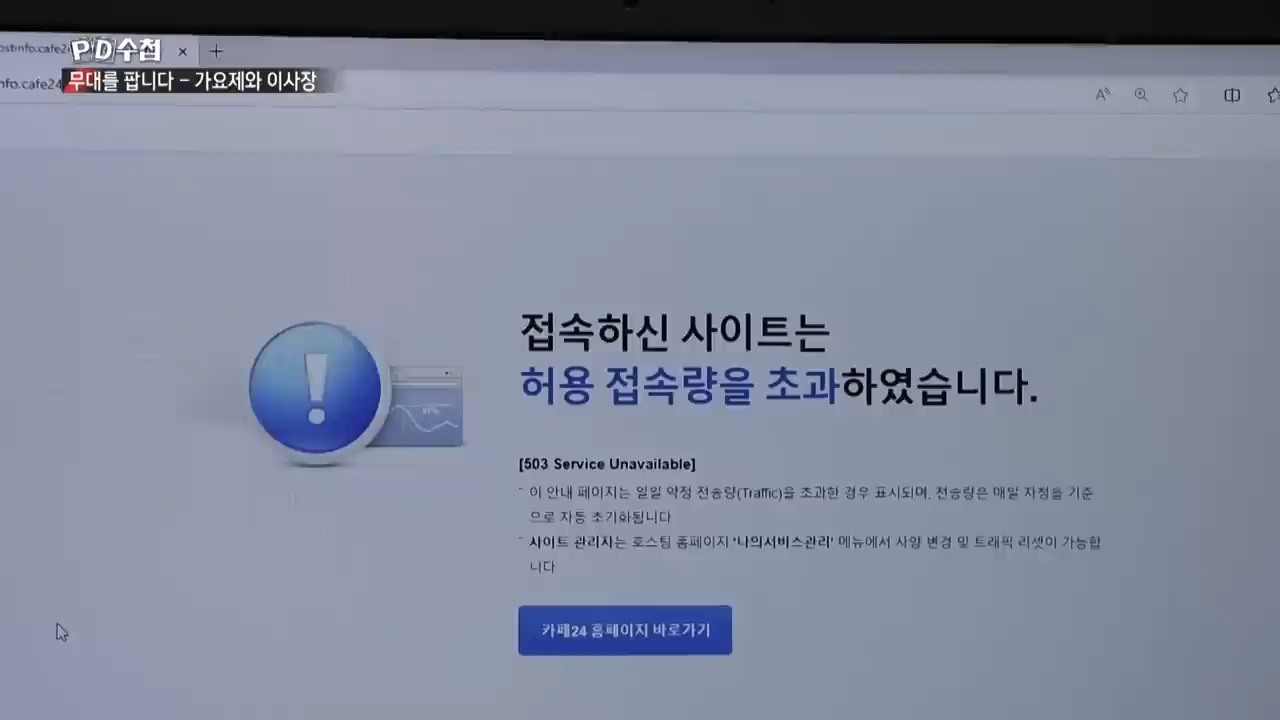 ostinfo.cafe2
PD수첩
nfo.cafe24
무대를 팝니다 - 가요제와 이사장
접속하신 사이트는
허용 접속량을 초과하였습니다.
[503 Service Unavailable]
- 이 안내 페이지는 일일 약정 전송량(Traffic)을 초과한 경우 표시되며, 전송량은 매일 자정을 기준
으로 자동 초기화됩니다
- 사이트 관리자는 호스팅 홈페이지 '나의서비스관리' 메뉴에서 사양 변경 및 트래픽 리셋이 가능합
니다
카페24 홈페이지 바로가기